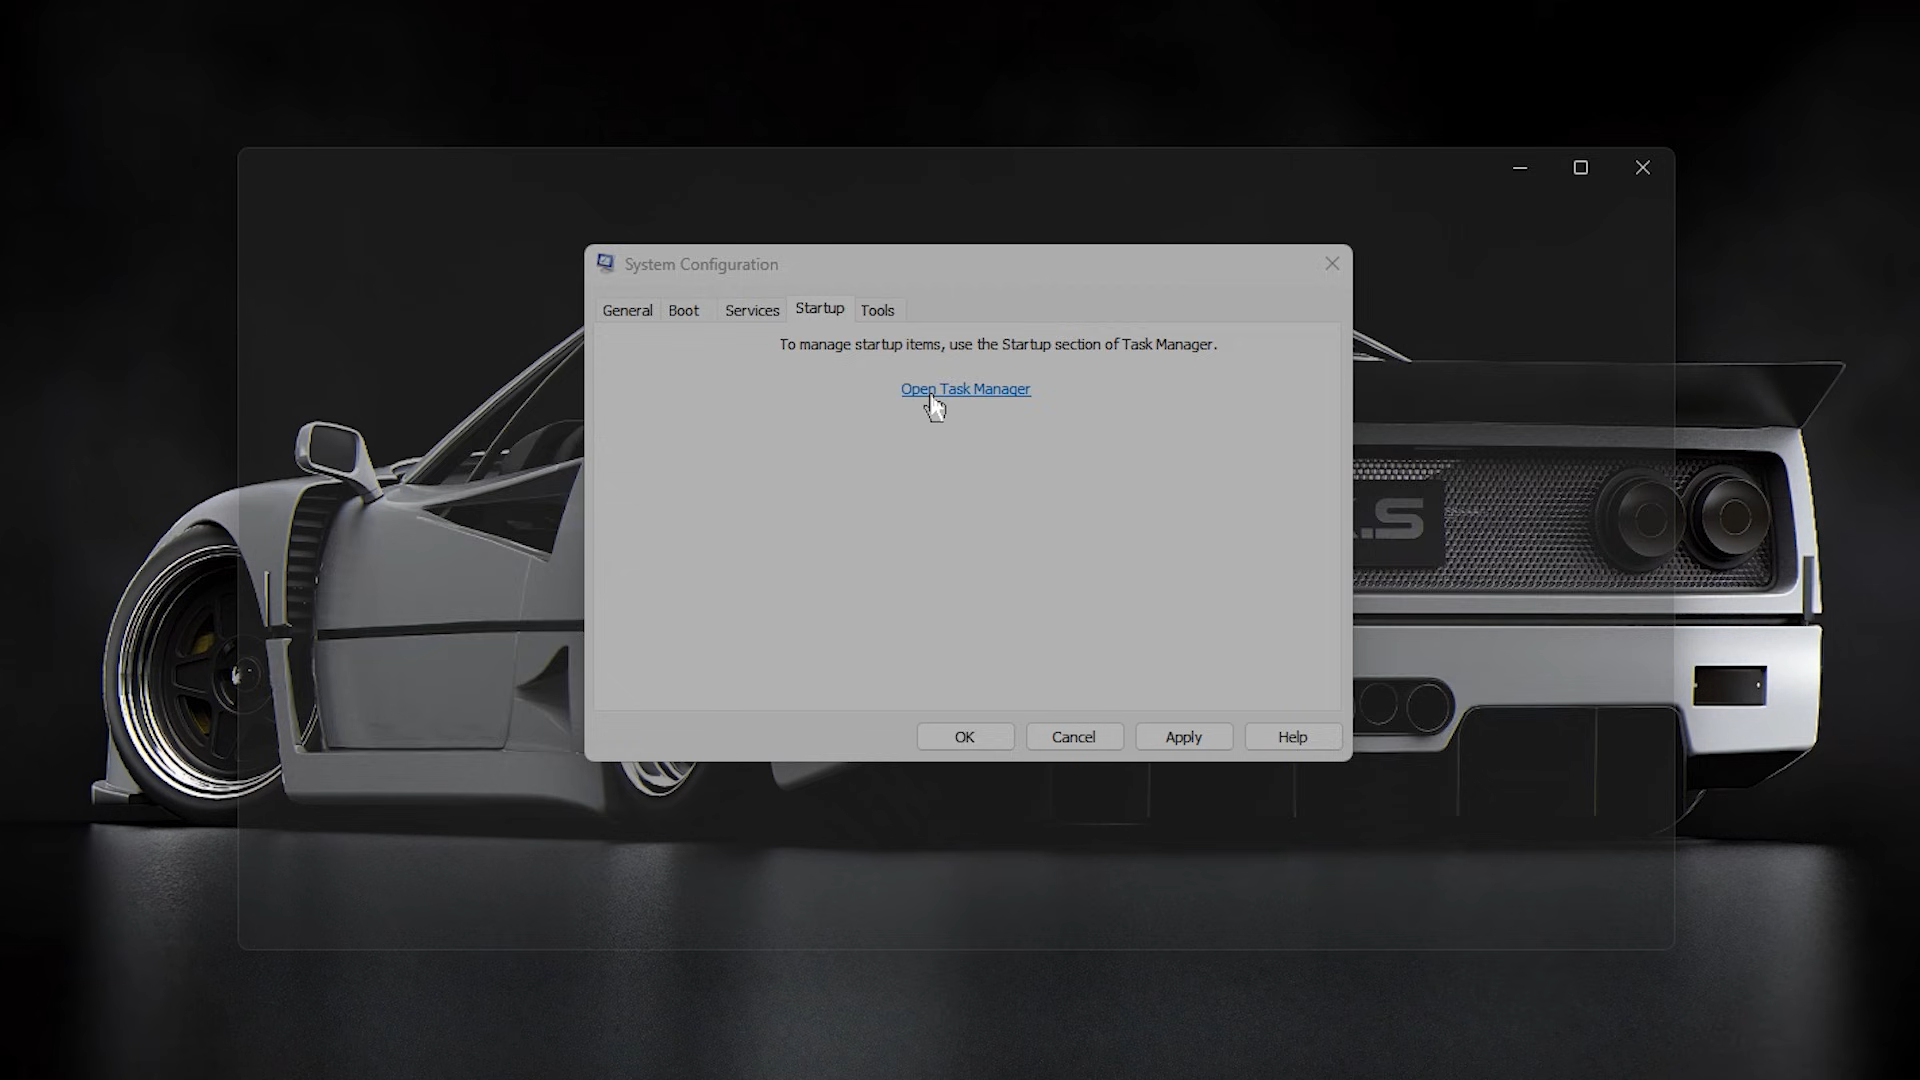 System Configuration
General Boot Services Startup Tools
To manage startup items, use the Startup section of Task Manager.
Open Task Manager
.S
OK Cancel Apply Help